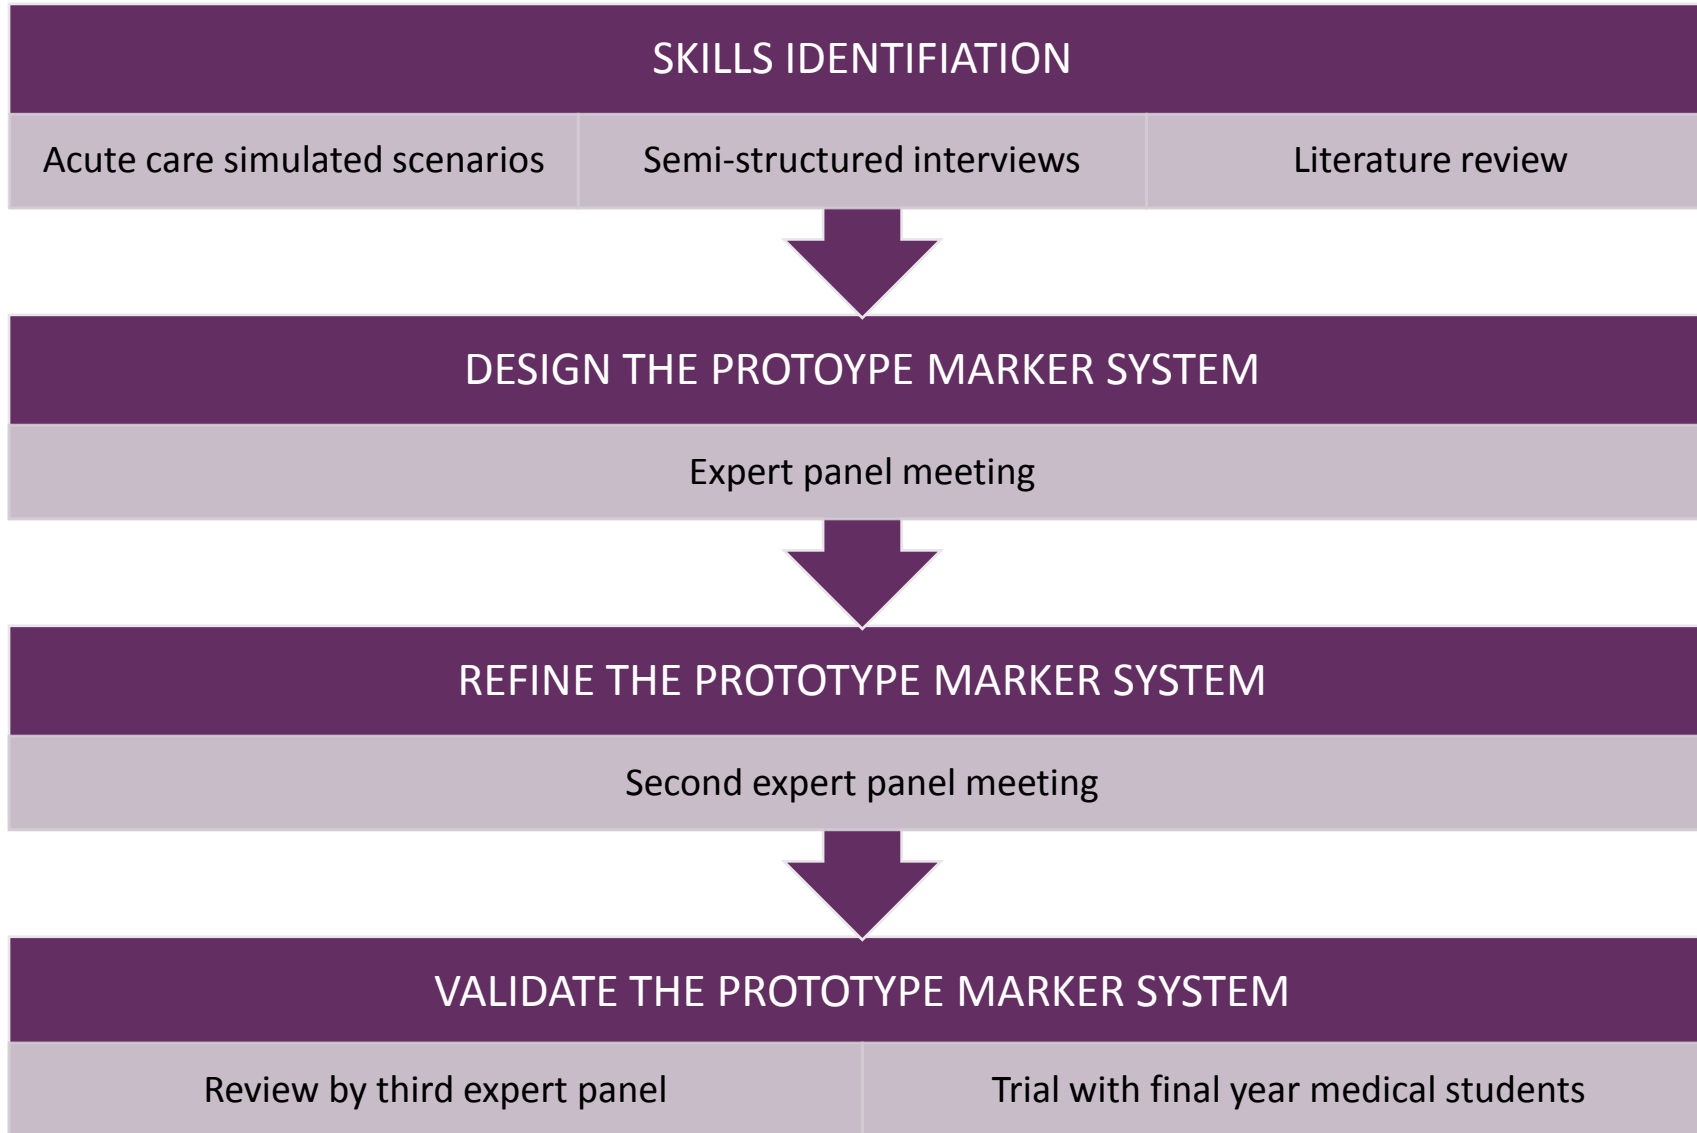 SKILLS IDENTIFIATION
Acute care simulated scenarios
Semi-structured interviews
Literature review
DESIGN THE PROTOYPE MARKER SYSTEM
Expert panel meeting
REFINE THE PROTOTYPE MARKER SYSTEM
Second expert panel meeting
VALIDATE THE PROTOTYPE MARKER SYSTEM
Review by third expert panel
Trial with final year medical students